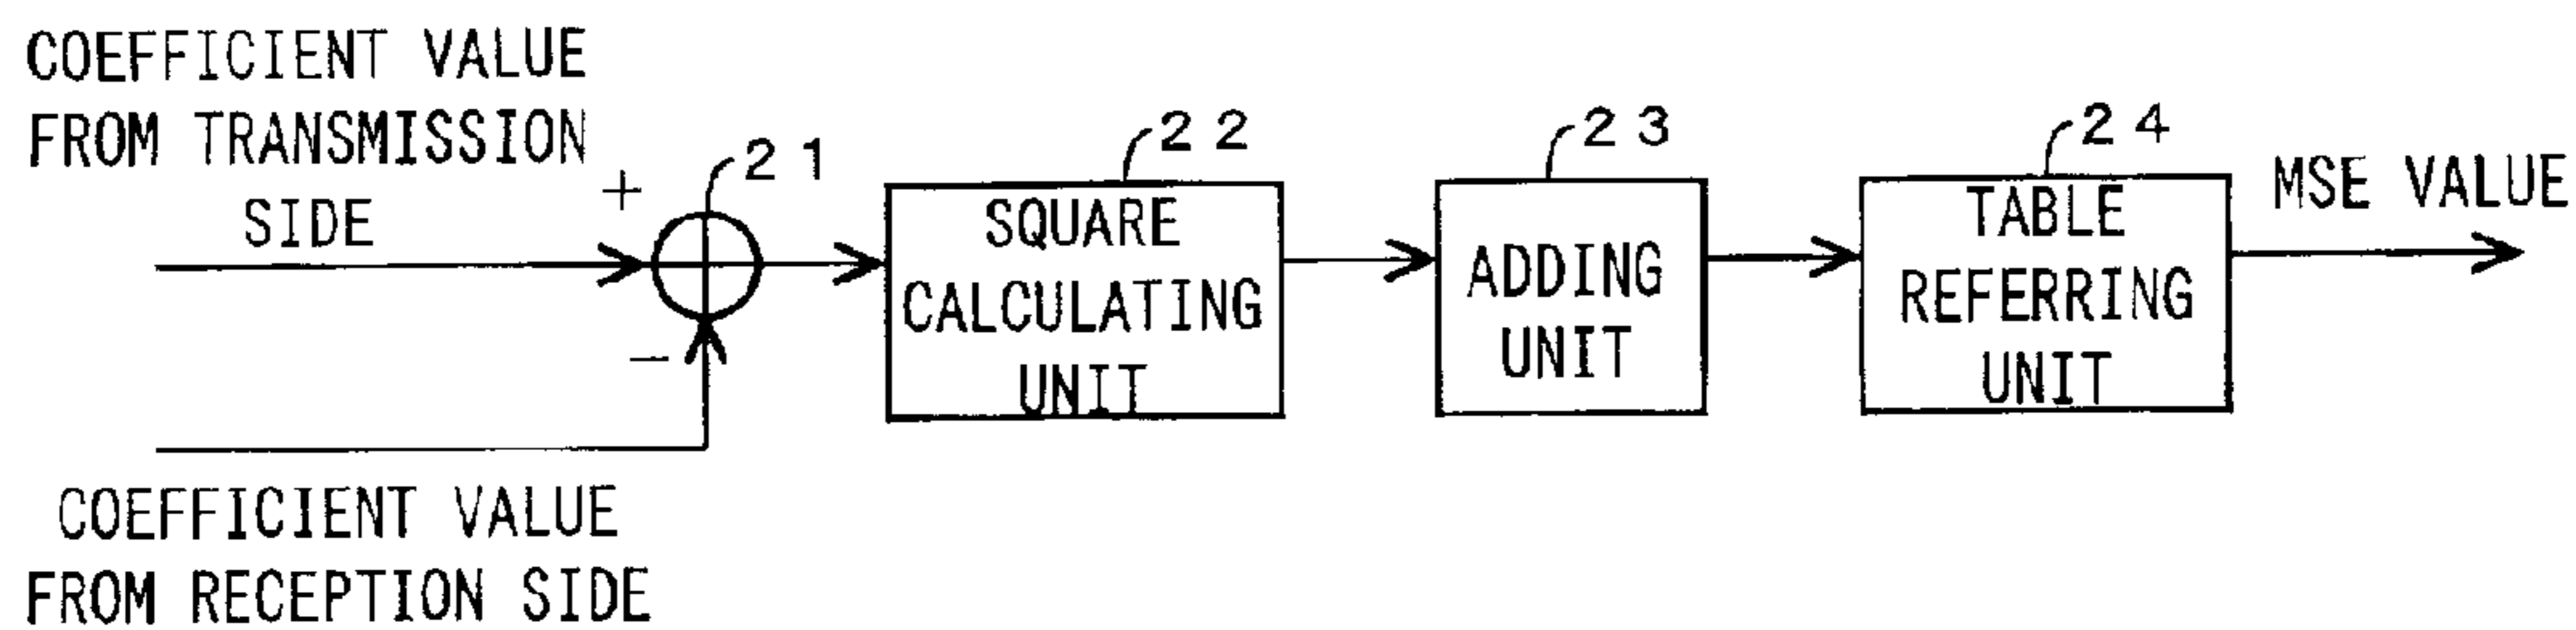 COEFFICIENT VALUE
FROM TRANSMISSION
SIDE
+
21
22
23
24
SQUARE
CALCULATING
UNIT
ADDING
UNIT
TABLE
REFERRING
UNIT
MSE VALUE
−
COEFFICIENT VALUE
FROM RECEPTION SIDE